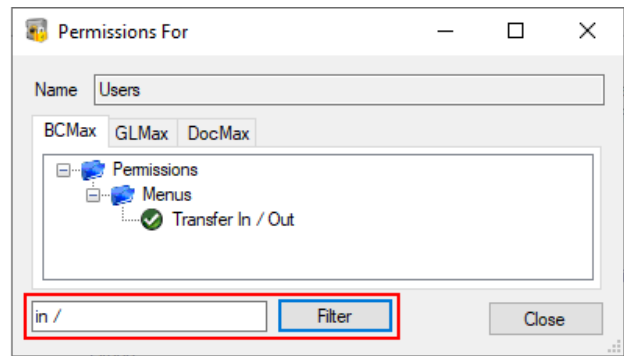 Permissions For
Name Users
BCMax GLMax DocMax
Permissions
Menus
Transfer In / Out
in / Filter Close